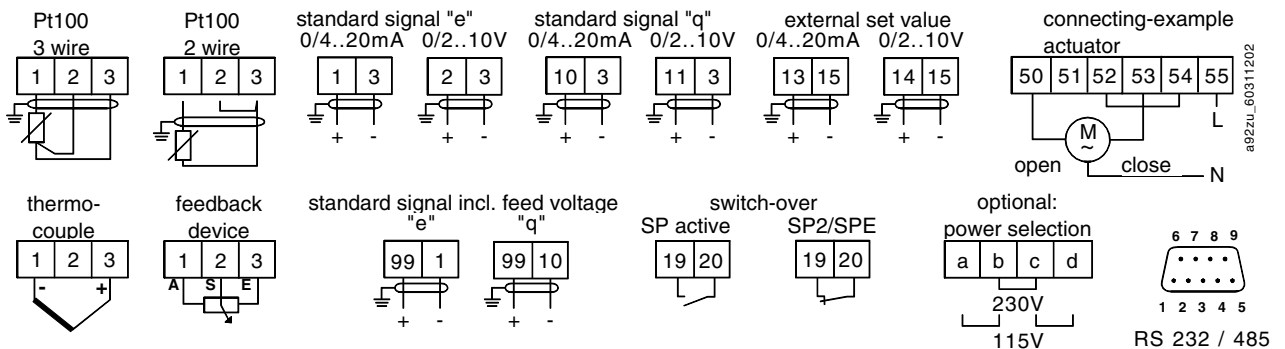 Pt100
3 wire
1 2 3
Pt100
2 wire
1 2 3
standard signal "e"
0/4..20mA 0/2..10V
1 3 2 3
+ - + -
standard signal "q"
0/4..20mA 0/2..10V
10 3 11 3
+ - + -
external set value
0/4..20mA 0/2..10V
13 15 14 15
+ - + -
connecting-example
actuator
50 51 52 53 54 55
L
M
~
open close N
a92zu_60311202
thermo-
couple
1 2 3
- +
feedback
device
1 2 3
A S E
standard signal incl. feed voltage
"e" "q"
99 1 99 10
+ - + -
switch-over
SP active SP2/SPE
19 20 19 20
optional:
power selection
a b c d
230V
115V
6 7 8 9
1 2 3 4 5
RS 232 / 485